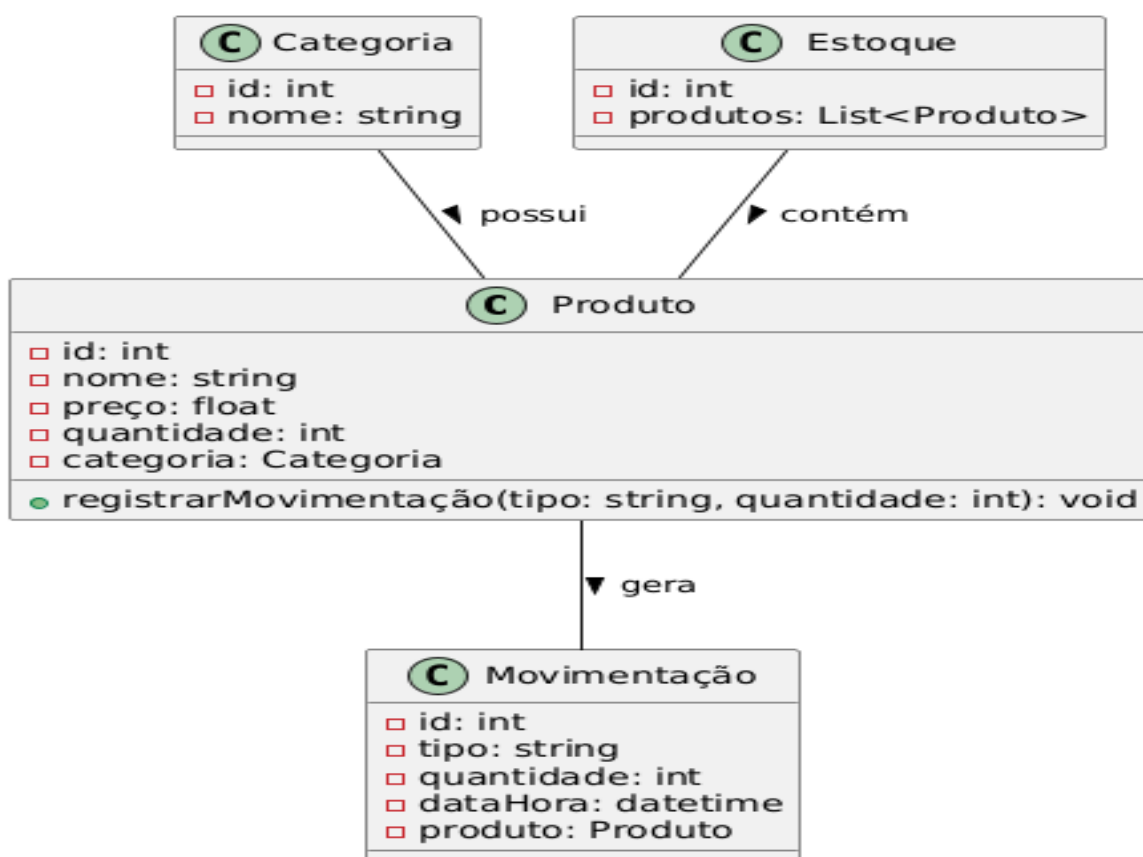 C Categoria
id: int
nome: string
C Estoque
id: int
produtos: List<Produto>
possui
contém
C Produto
id: int
nome: string
preço: float
quantidade: int
categoria: Categoria
registrarMovimentação(tipo: string, quantidade: int): void
gera
C Movimentação
id: int
tipo: string
quantidade: int
dataHora: datetime
produto: Produto